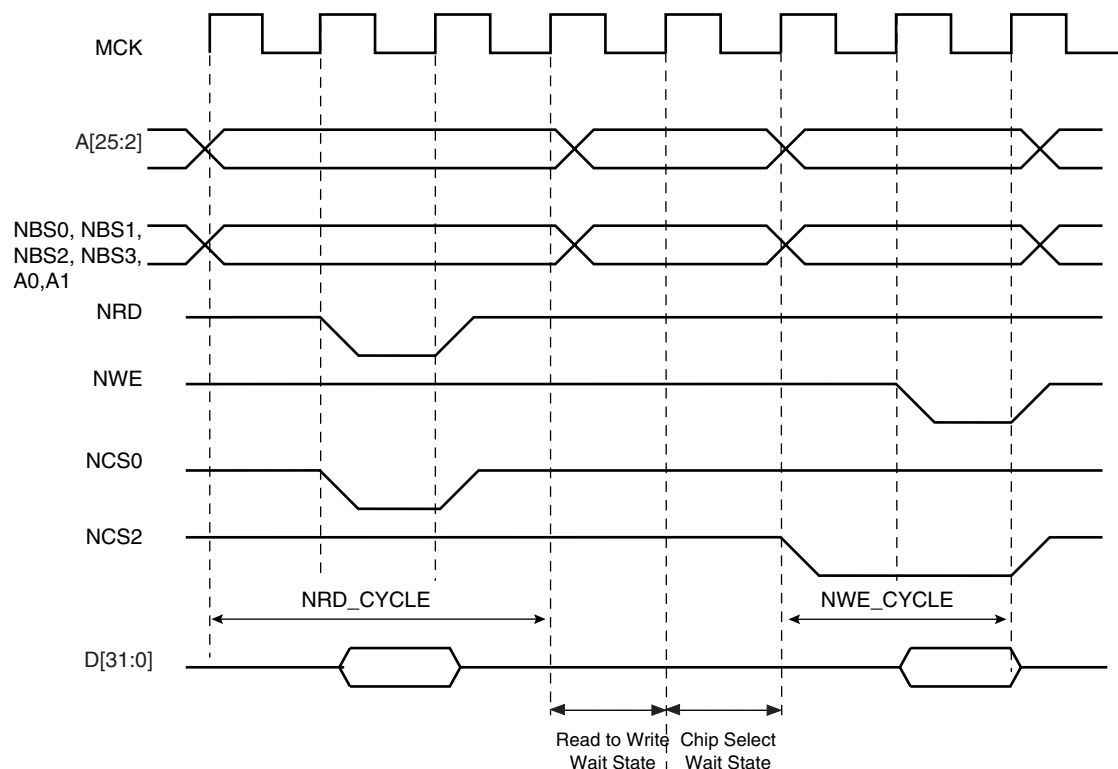 MCK
A[25:2]
NBS0, NBS1,
NBS2, NBS3,
A0,A1
NRD
NWE
NCS0
NCS2
NRD_CYCLE
NWE_CYCLE
D[31:0]
Read to Write
Wait State
Chip Select
Wait State